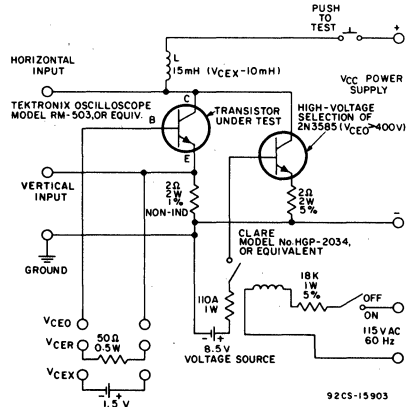 PUSH
TO
TEST
+
HORIZONTAL
INPUT
L
15mH (VCEX-10mH)
VCC POWER
SUPPLY
C
TEKTRONIX OSCILLOSCOPE
MODEL RM-503, OR EQUIV.
B
TRANSISTOR
UNDER TEST
HIGH-VOLTAGE
SELECTION OF
2N3585 (VCEO>400V)
E
VERTICAL
INPUT
2Ω
2W
1%
NON-IND
2Ω
2W
5%
-
CLARE
MODEL No. HGP-2034,
OR EQUIVALENT
GROUND
18K
1W
5%
OFF
ON
110A
1W
115V AC
60 Hz
VCEO
50Ω
VCER
0.5W
- +
8.5V
VOLTAGE SOURCE
VCEX
- +
1.5V
92CS-15903